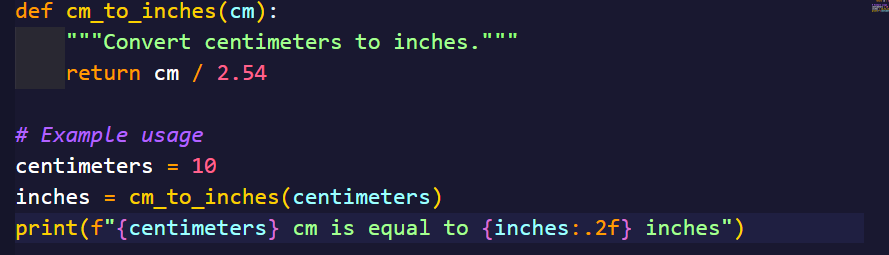 def cm_to_inches(cm):
    """Convert centimeters to inches."""
    return cm / 2.54

# Example usage
centimeters = 10
inches = cm_to_inches(centimeters)
print(f"{centimeters} cm is equal to {inches:.2f} inches")